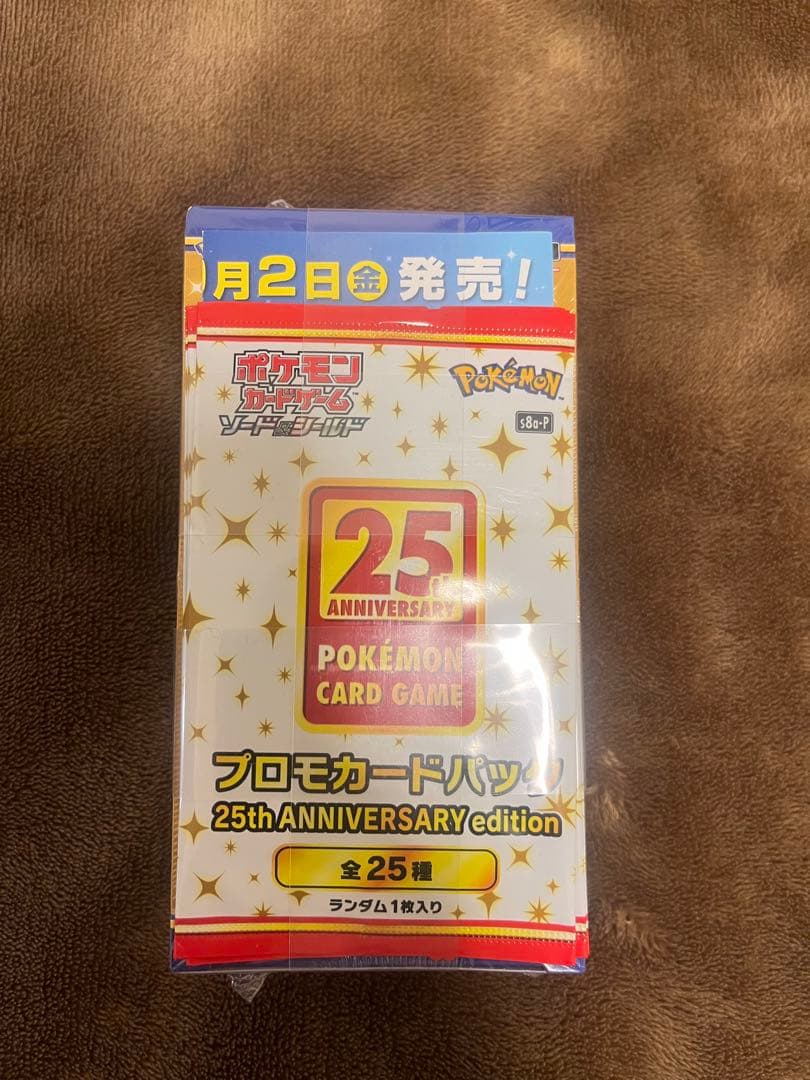 月2日金発売!
ポケモン
カードゲーム
ソード&シールド
POKéMON
s8a-P
25th
ANNIVERSARY
POKÉMON
CARD GAME
プロモカードパック
25th ANNIVERSARY edition
全25種
ランダム1枚入り